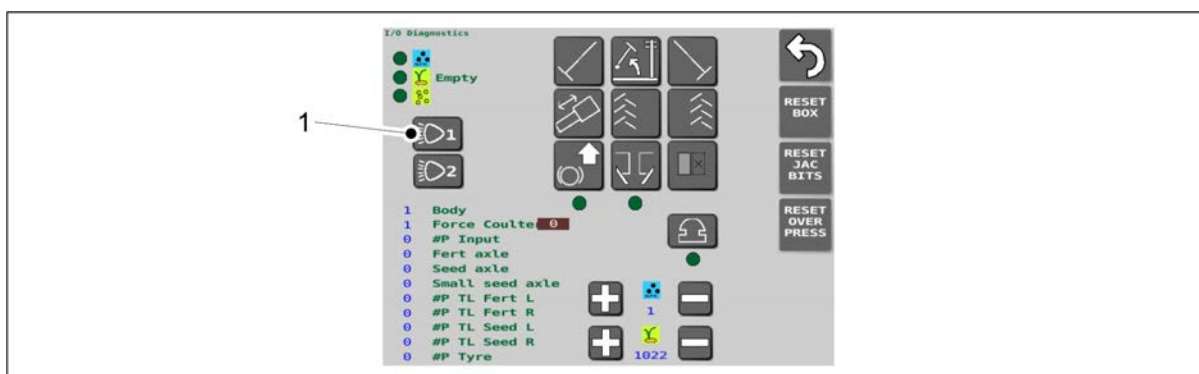 I/O Diagnostics
Empty
1
1
2
RESET
BOX
RESET
JAC
BITS
RESET
OVER
PRESS
1 Body
1 Force Coulte 0
0 #P Input
0 Fert axle
0 Seed axle
0 Small seed axle
0 #P TL Fert L
0 #P TL Fert R
0 #P TL Seed L
0 #P TL Seed R
0 #P Tyre
1
1022